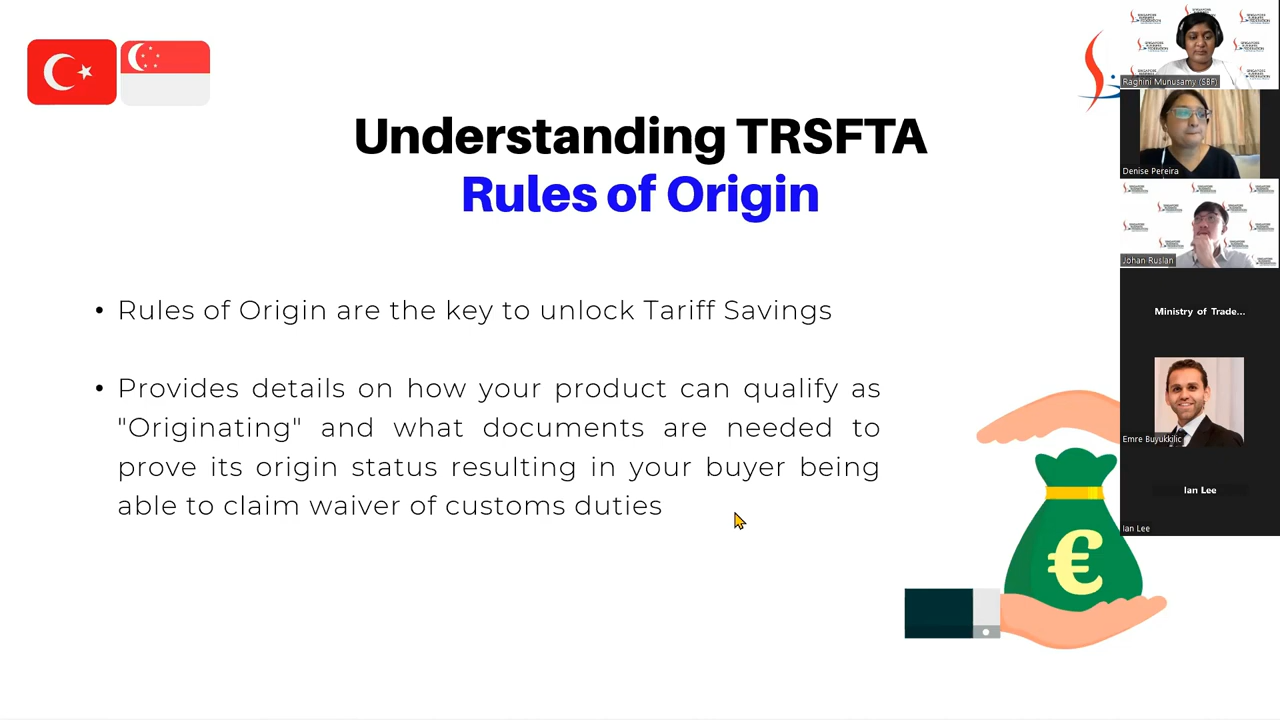 Understanding TRSFTA
Rules of Origin
• Rules of Origin are the key to unlock Tariff Savings
• Provides details on how your product can qualify as
"Originating" and what documents are needed to
prove its origin status resulting in your buyer being
able to claim waiver of customs duties
€
Raghini Munusamy (SBF)
Denise Pereira
Johan Ruslan
Ministry of Trade...
Emre Buyukkilic
Ian Lee
Ian Lee